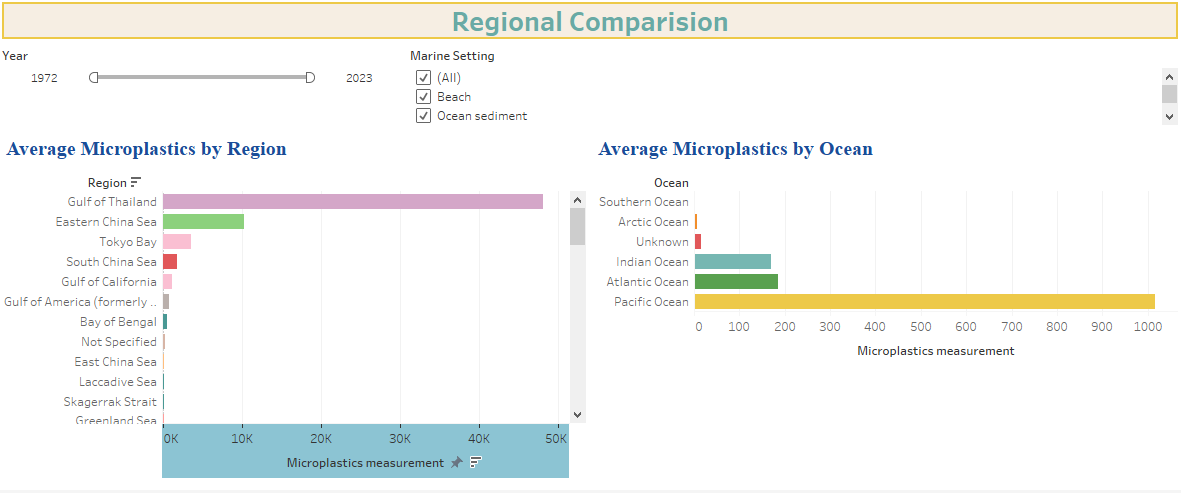 Regional Comparision
Year
1972
2023
Marine Setting
(All)
Beach
Ocean sediment
Average Microplastics by Region
Region
Gulf of Thailand
Eastern China Sea
Tokyo Bay
South China Sea
Gulf of California
Gulf of America (formerly ..
Bay of Bengal
Not Specified
East China Sea
Laccadive Sea
Skagerrak Strait
Greenland Sea
0K 10K 20K 30K 40K 50K
Microplastics measurement
Average Microplastics by Ocean
Ocean
Southern Ocean
Arctic Ocean
Unknown
Indian Ocean
Atlantic Ocean
Pacific Ocean
0 100 200 300 400 500 600 700 800 900 1000
Microplastics measurement